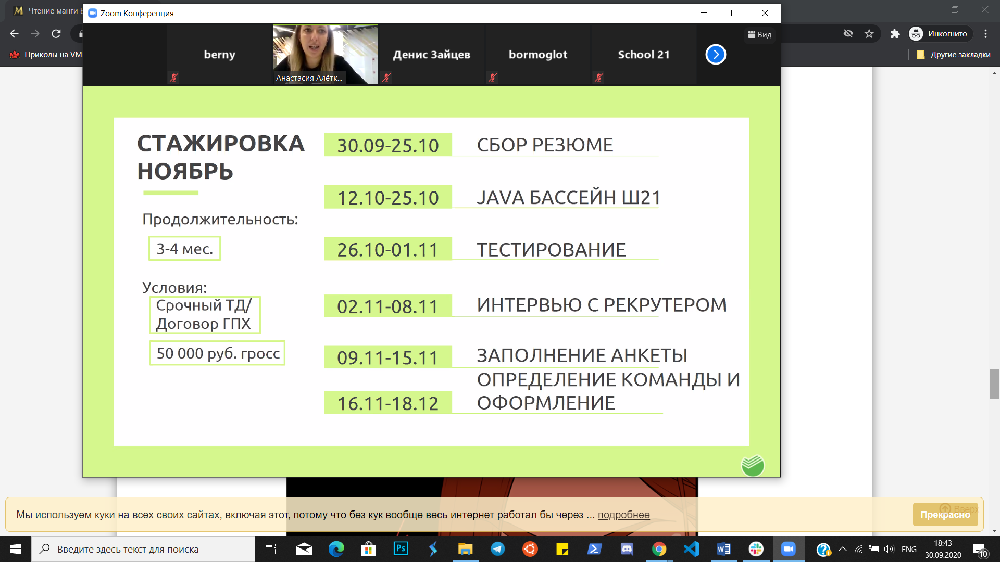 Чтение манги
Zoom Конференция
Инкогнито
Приколы на VM
Другие закладки
Вид
berny
Анастасия Алётк...
Денис Зайцев
bormoglot
School 21
СТАЖИРОВКА
НОЯБРЬ
Продолжительность:
3-4 мес.
Условия:
Срочный ТД/
Договор ГПХ
50 000 руб. гросс
30.09-25.10 СБОР РЕЗЮМЕ
12.10-25.10 JAVA БАССЕЙН Ш21
26.10-01.11 ТЕСТИРОВАНИЕ
02.11-08.11 ИНТЕРВЬЮ С РЕКРУТЕРОМ
09.11-15.11 ЗАПОЛНЕНИЕ АНКЕТЫ
ОПРЕДЕЛЕНИЕ КОМАНДЫ И
16.11-18.12 ОФОРМЛЕНИЕ
Мы используем куки на всех своих сайтах, включая этот, потому что без кук вообще весь интернет работал бы через ... подробнее
Вверх
Прекрасно
Введите здесь текст для поиска
Ps
ENG
18:43
30.09.2020
10